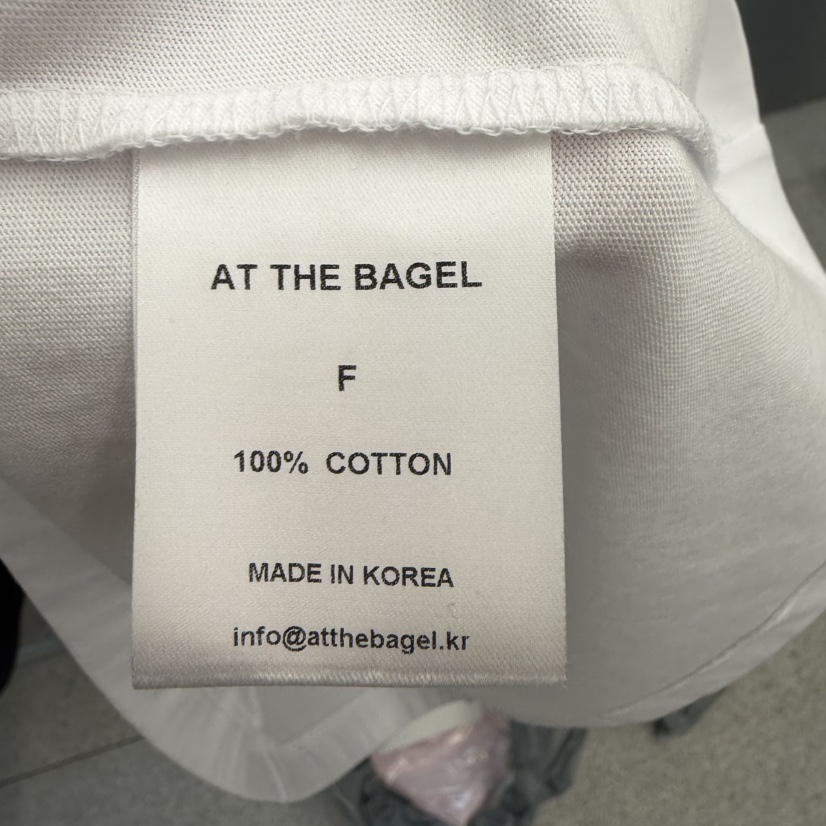 AT THE BAGEL
F
100% COTTON
MADE IN KOREA
info@atthebagel.kr